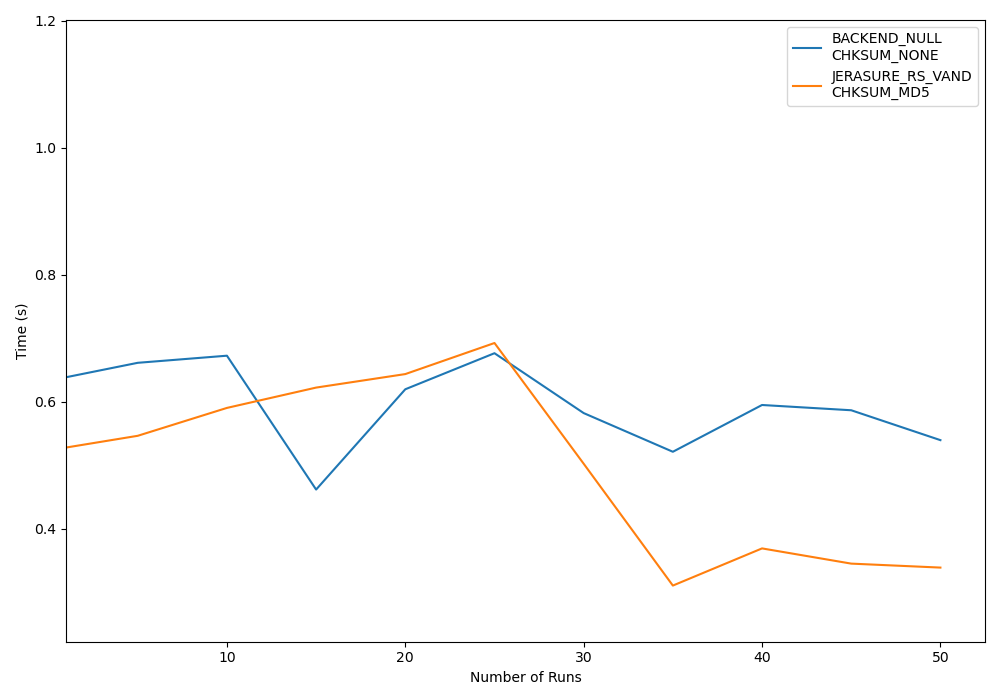 1.2
1.0
0.8
0.6
0.4
Time (s)
10 20 30 40 50
Number of Runs
BACKEND_NULL
CHKSUM_NONE
JERASURE_RS_VAND
CHKSUM_MD5